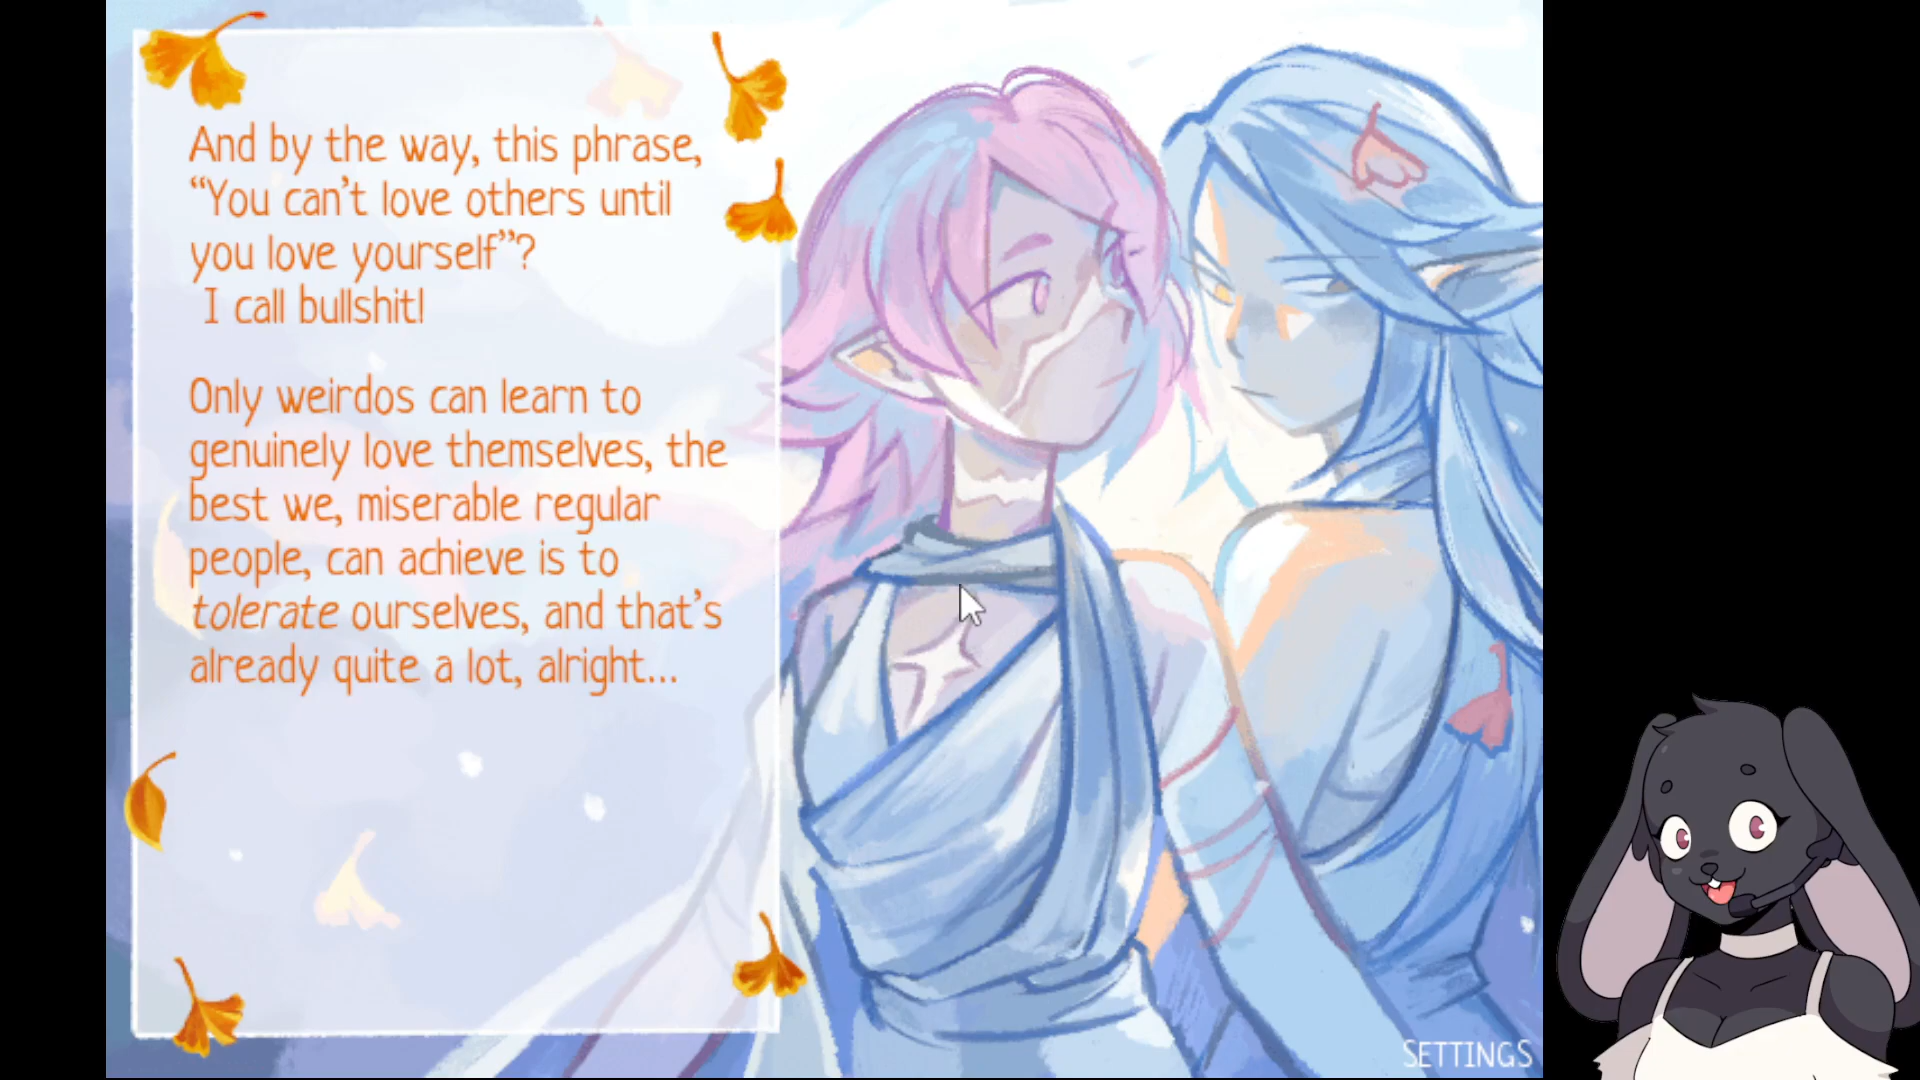 And by the way, this phrase,
“You can’t love others until
you love yourself”?
I call bullshit!
Only weirdos can learn to
genuinely love themselves, the
best we, miserable regular
people, can achieve is to
tolerate ourselves, and that’s
already quite a lot, alright...
SETTINGS